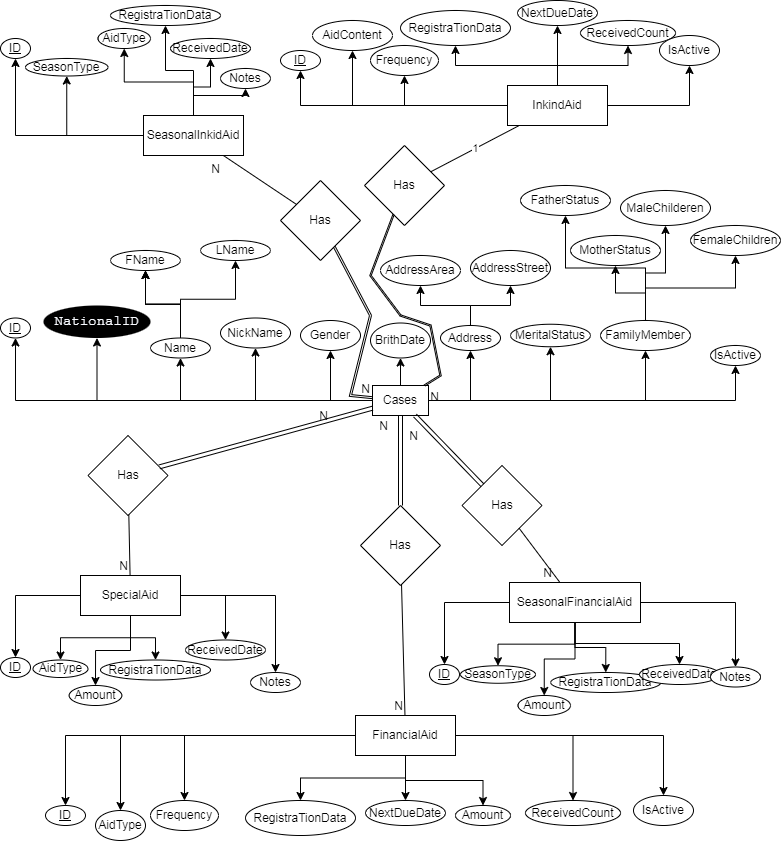 RegistraTionData
AidType
ReceivedDate
ID
SeasonType
Notes
SeasonalInkidAid
NextDueDate
RegistraTionData
AidContent
ReceivedCount
ID
Frequency
IsActive
InkindAid
1
N
Has
Has
FatherStatus
MaleChilderen
MotherStatus
FemaleChildren
FName
LName
AddressArea
AddressStreet
ID
NationalID
Name
NickName
Gender
BrithDate
Address
MeritalStatus
FamilyMember
IsActive
N
Cases
N
N
N
N
Has
Has
Has
N
SpecialAid
N
SeasonalFinancialAid
ID
AidType
RegistraTionData
ReceivedDate
Amount
Notes
ID
SeasonType
RegistraTionData
ReceivedDate
Notes
Amount
N
FinancialAid
ID
AidType
Frequency
RegistraTionData
NextDueDate
Amount
ReceivedCount
IsActive